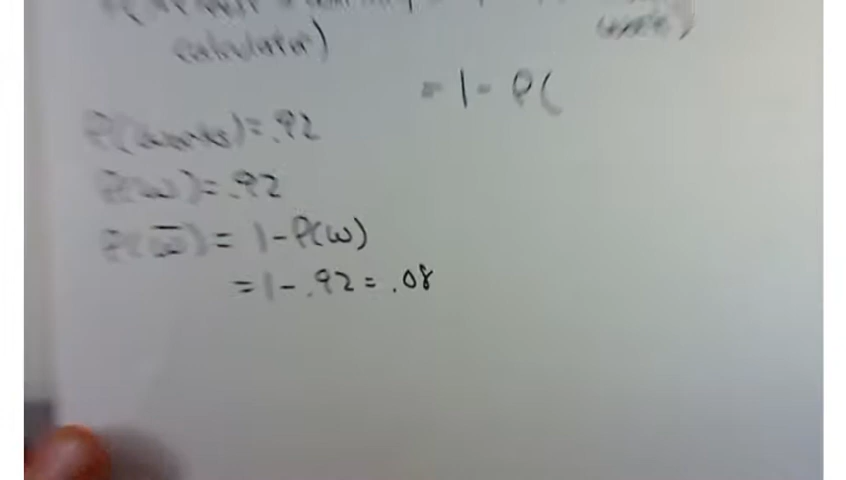 calculator)
= 1 - P(
P(works) = .92
P(w) = .92
P(w̅) = 1 - P(w)
= 1 - .92 = .08